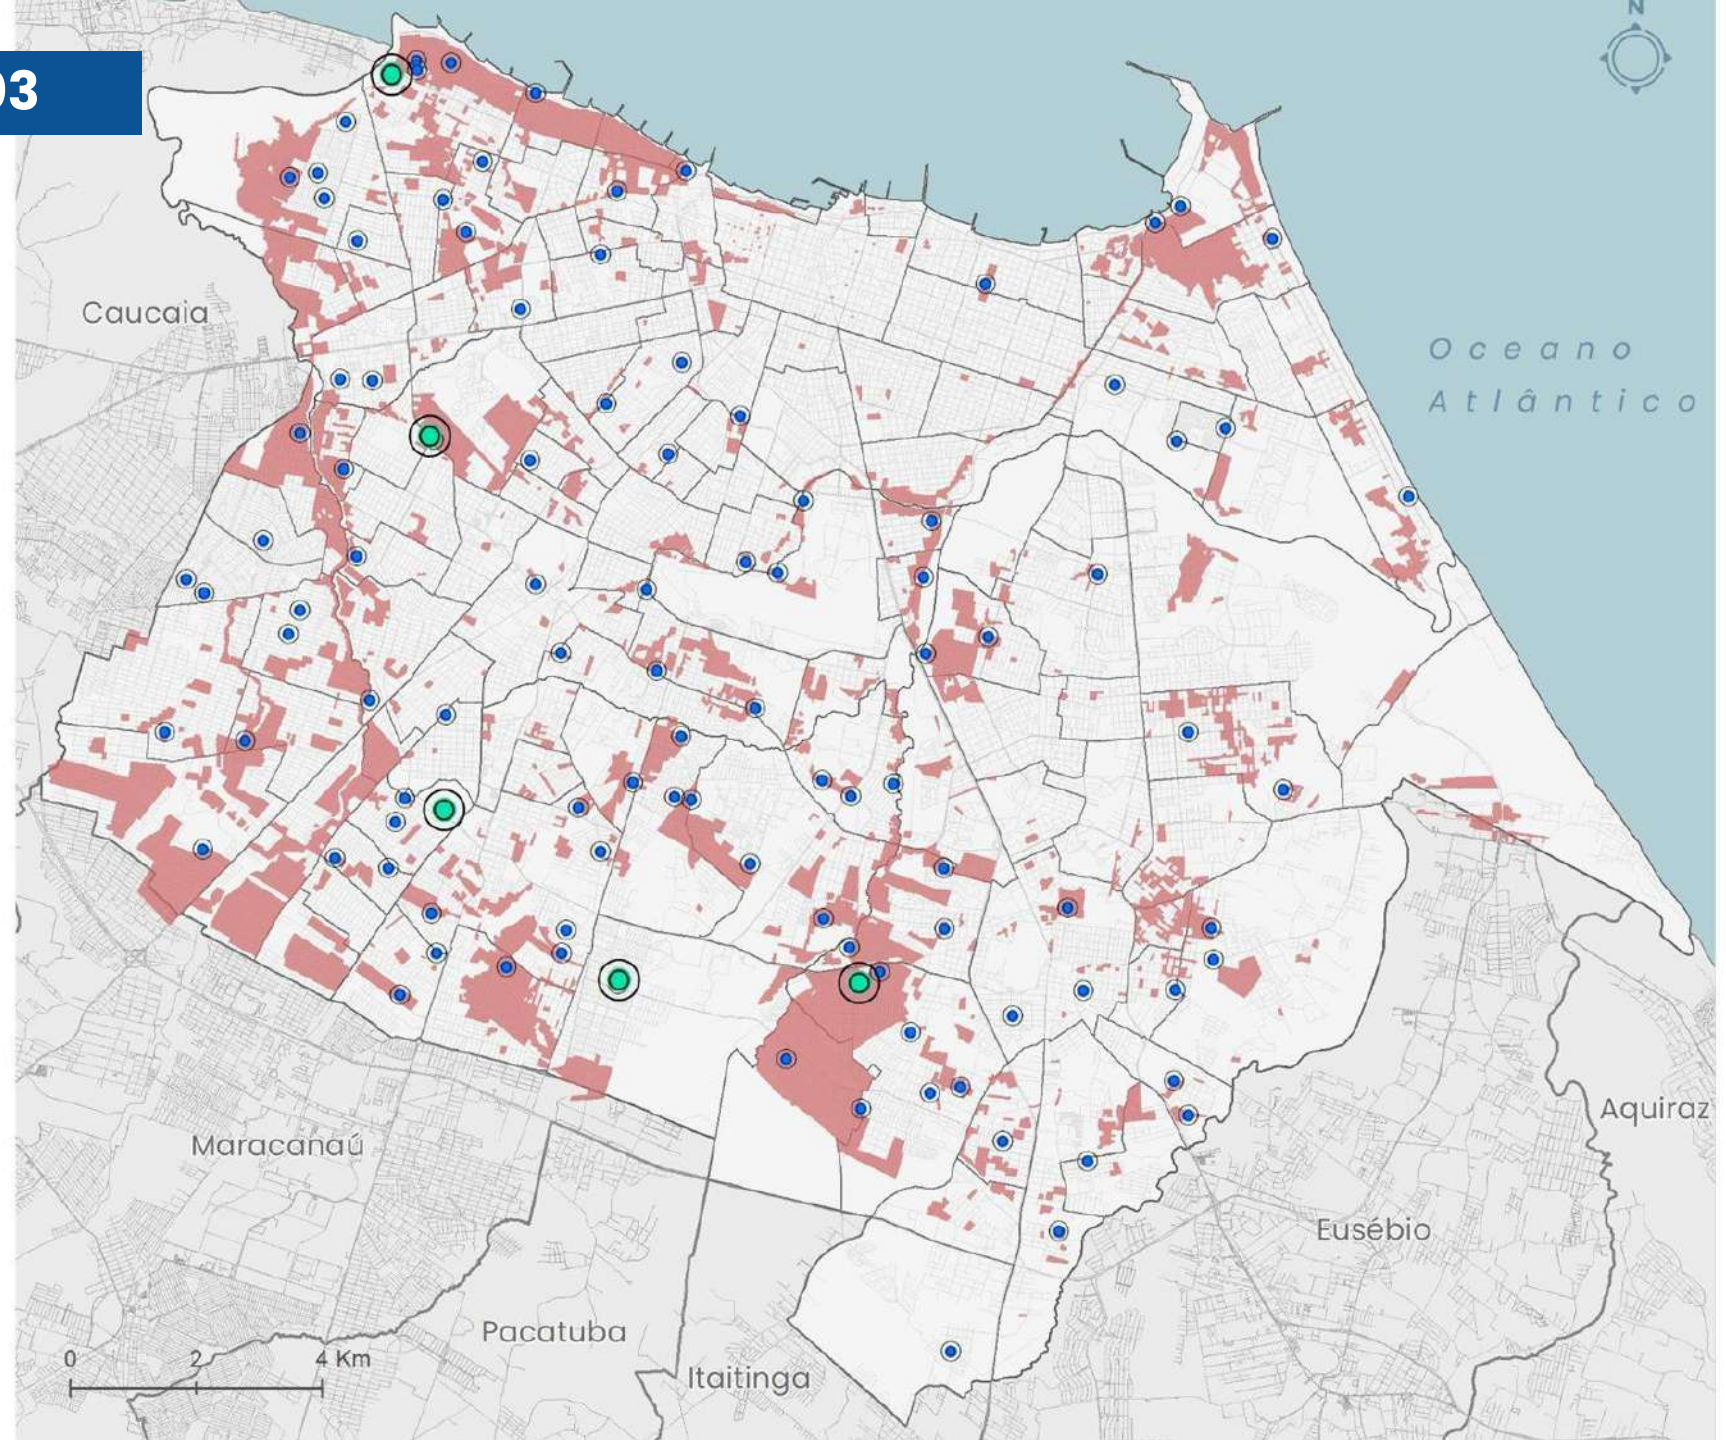 N
03
Caucaia
Oceano
Atlântico
Aquiraz
Maracanaú
Eusébio
Pacatuba
0 2 4 Km
Itaitinga